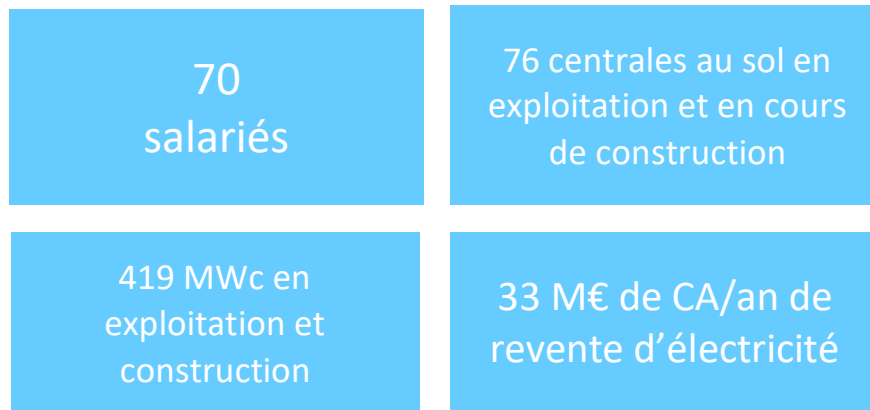 70
salariés
76 centrales au sol en
exploitation et en cours
de construction
419 MWc en
exploitation et
construction
33 M€ de CA/an de
revente d’électricité